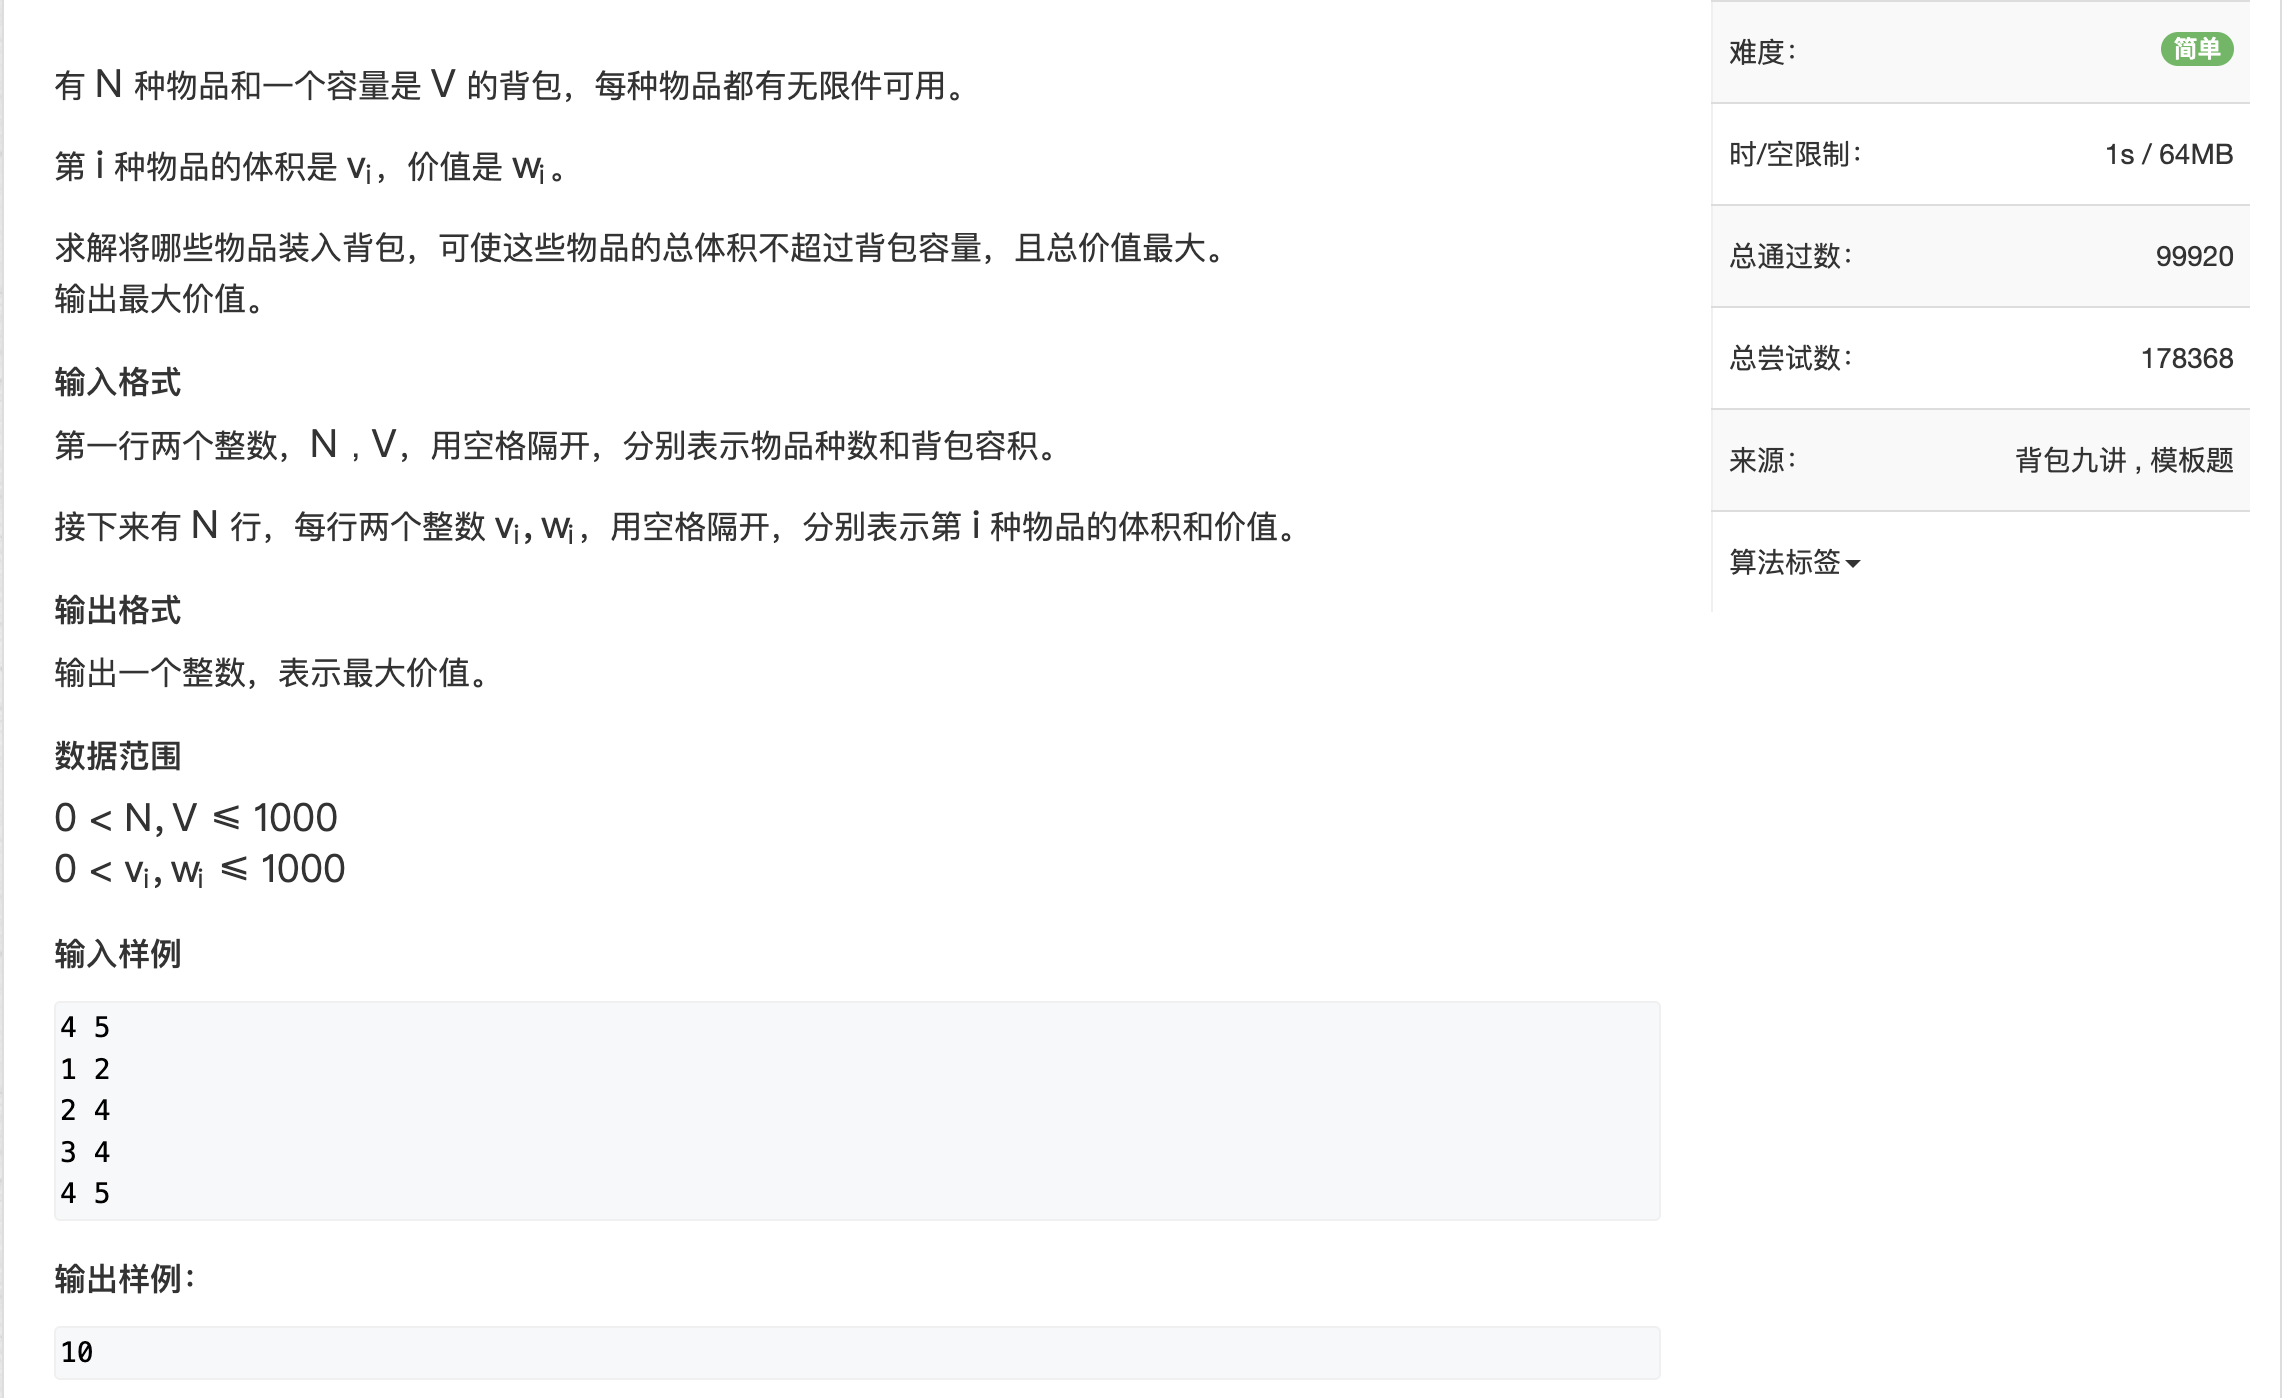 有 N 种物品和一个容量是 V 的背包，每种物品都有无限件可用。
第 i 种物品的体积是 vi，价值是 wi。
求解将哪些物品装入背包，可使这些物品的总体积不超过背包容量，且总价值最大。
输出最大价值。
输入格式
第一行两个整数，N，V，用空格隔开，分别表示物品种数和背包容积。
接下来有 N 行，每行两个整数 vi, wi，用空格隔开，分别表示第 i 种物品的体积和价值。
输出格式
输出一个整数，表示最大价值。
数据范围
0 < N, V ⩽ 1000
0 < vi, wi ⩽ 1000
输入样例
4 5
1 2
2 4
3 4
4 5
输出样例：
10
难度： 简单
时/空限制： 1s / 64MB
总通过数： 99920
总尝试数： 178368
来源： 背包九讲 , 模板题
算法标签